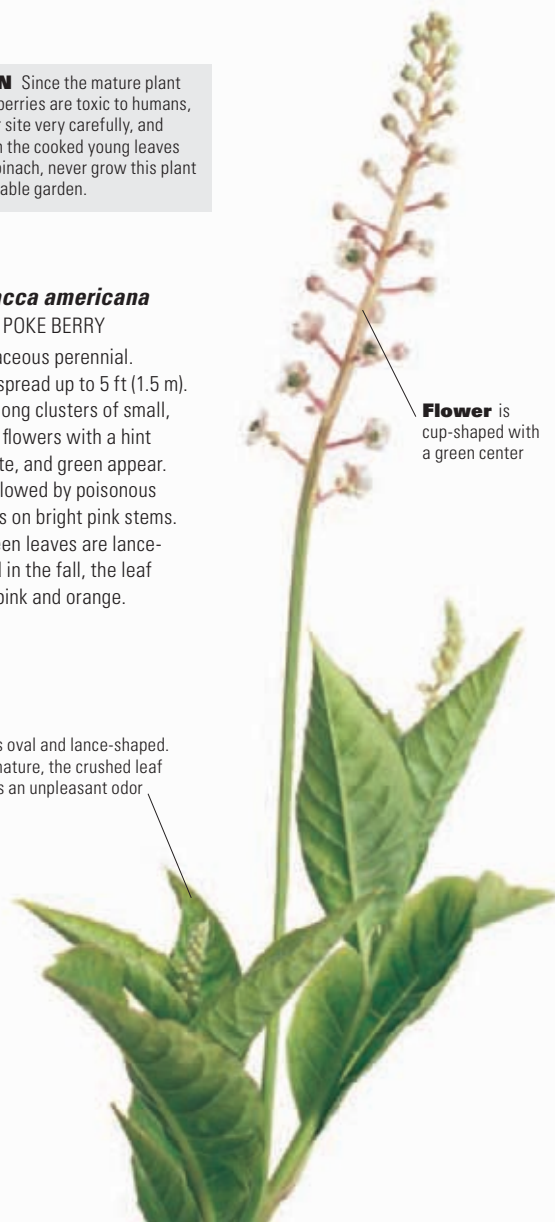 N Since the mature plant
berries are toxic to humans,
site very carefully, and
the cooked young leaves
pinach, never grow this plant
able garden.
acca americana
POKE BERRY
aceous perennial.
spread up to 5 ft (1.5 m).
ong clusters of small,
flowers with a hint
te, and green appear.
lowed by poisonous
s on bright pink stems.
en leaves are lance-
in the fall, the leaf
pink and orange.
Flower is
cup-shaped with
a green center
s oval and lance-shaped.
nature, the crushed leaf
s an unpleasant odor